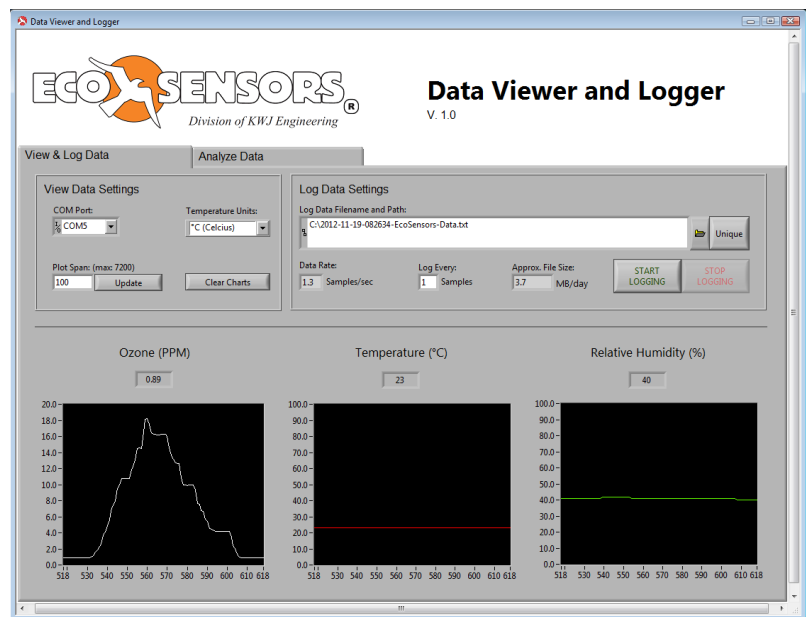 Data Viewer and Logger
ECO SENSORS ®
Division of KWJ Engineering
Data Viewer and Logger
V. 1.0
View & Log Data
Analyze Data
View Data Settings
COM Port:
COM5
Temperature Units:
°C (Celcius)
Plot Span: (max: 7200)
100
Update
Clear Charts
Log Data Settings
Log Data Filename and Path:
C:\2012-11-19-082634-EcoSensors-Data.txt
Unique
Data Rate:
1.3 Samples/sec
Log Every:
1 Samples
Approx. File Size:
3.7 MB/day
START
LOGGING
STOP
LOGGING
Ozone (PPM)
0.89
20.0
18.0
16.0
14.0
12.0
10.0
8.0
6.0
4.0
2.0
0.0
518 530 540 550 560 570 580 590 600 610 618
Temperature (°C)
23
100.0
90.0
80.0
70.0
60.0
50.0
40.0
30.0
20.0
10.0
0.0
518 530 540 550 560 570 580 590 600 610 618
Relative Humidity (%)
40
100.0
90.0
80.0
70.0
60.0
50.0
40.0
30.0
20.0
10.0
0.0
518 530 540 550 560 570 580 590 600 610 618